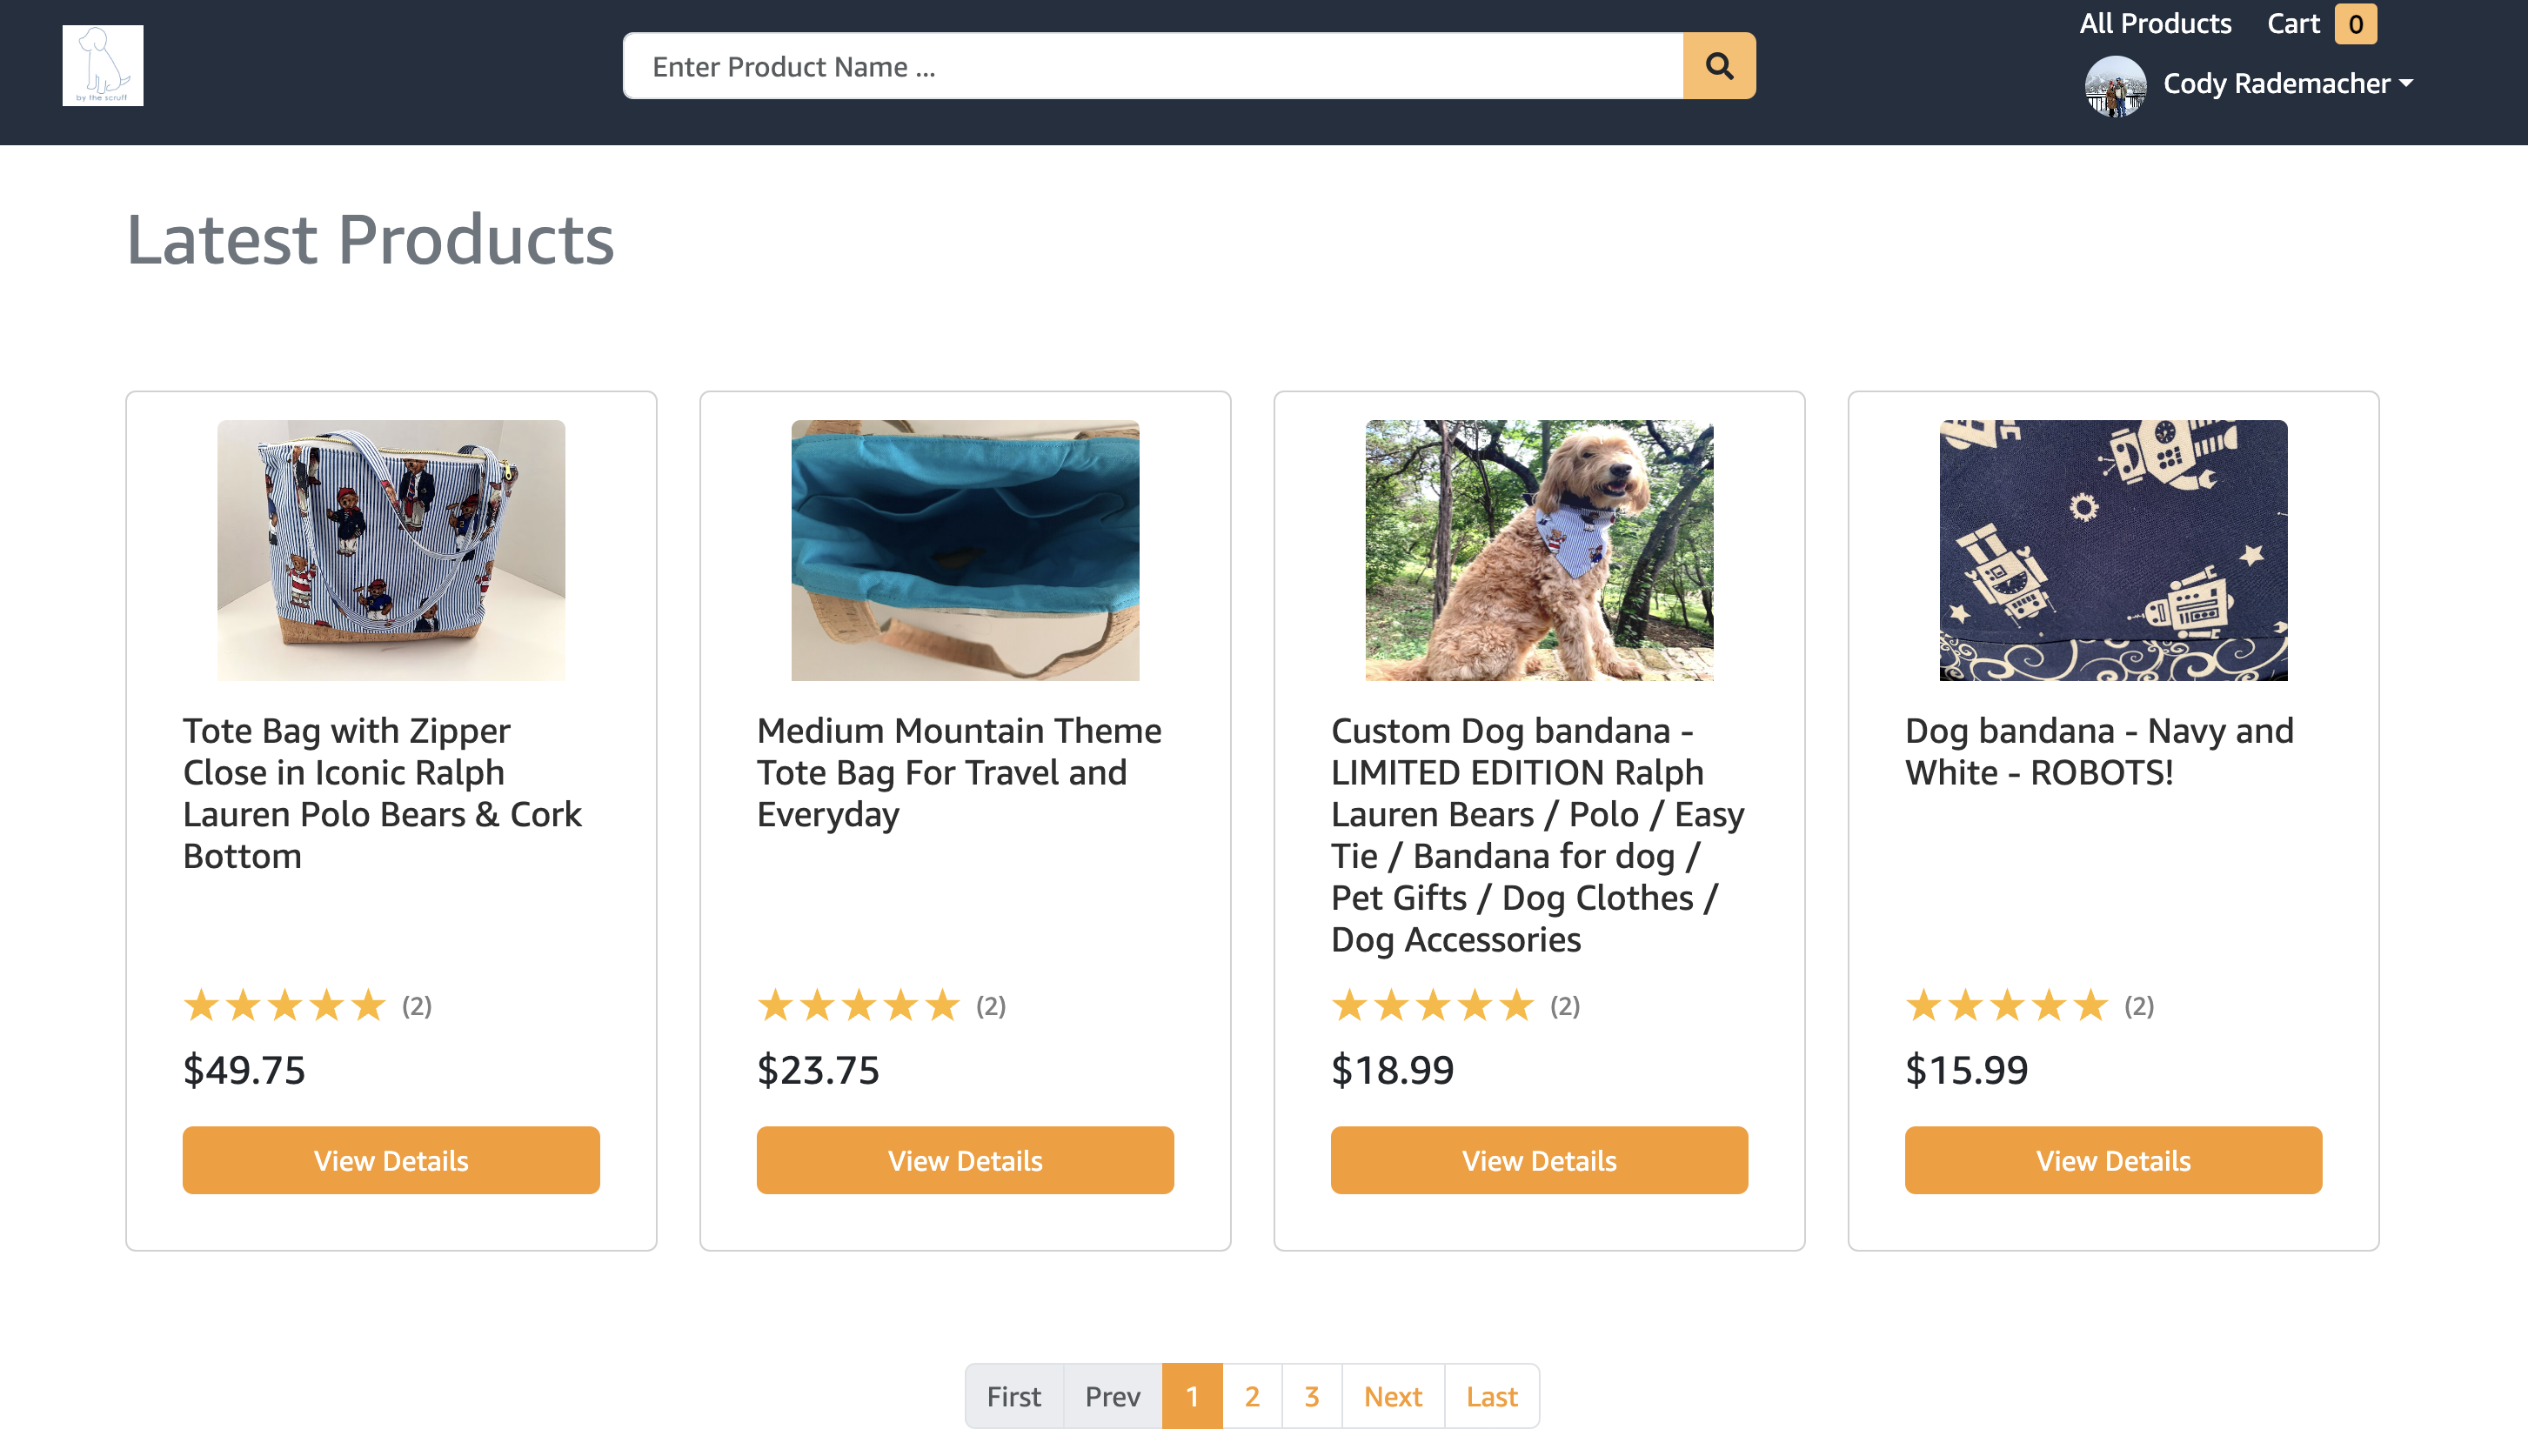 by the scruff
Enter Product Name ...
All Products Cart 0
Cody Rademacher
Latest Products
Tote Bag with Zipper
Close in Iconic Ralph
Lauren Polo Bears & Cork
Bottom
(2)
$49.75
View Details
Medium Mountain Theme
Tote Bag For Travel and
Everyday
(2)
$23.75
View Details
Custom Dog bandana -
LIMITED EDITION Ralph
Lauren Bears / Polo / Easy
Tie / Bandana for dog /
Pet Gifts / Dog Clothes /
Dog Accessories
(2)
$18.99
View Details
Dog bandana - Navy and
White - ROBOTS!
(2)
$15.99
View Details
First Prev 1 2 3 Next Last